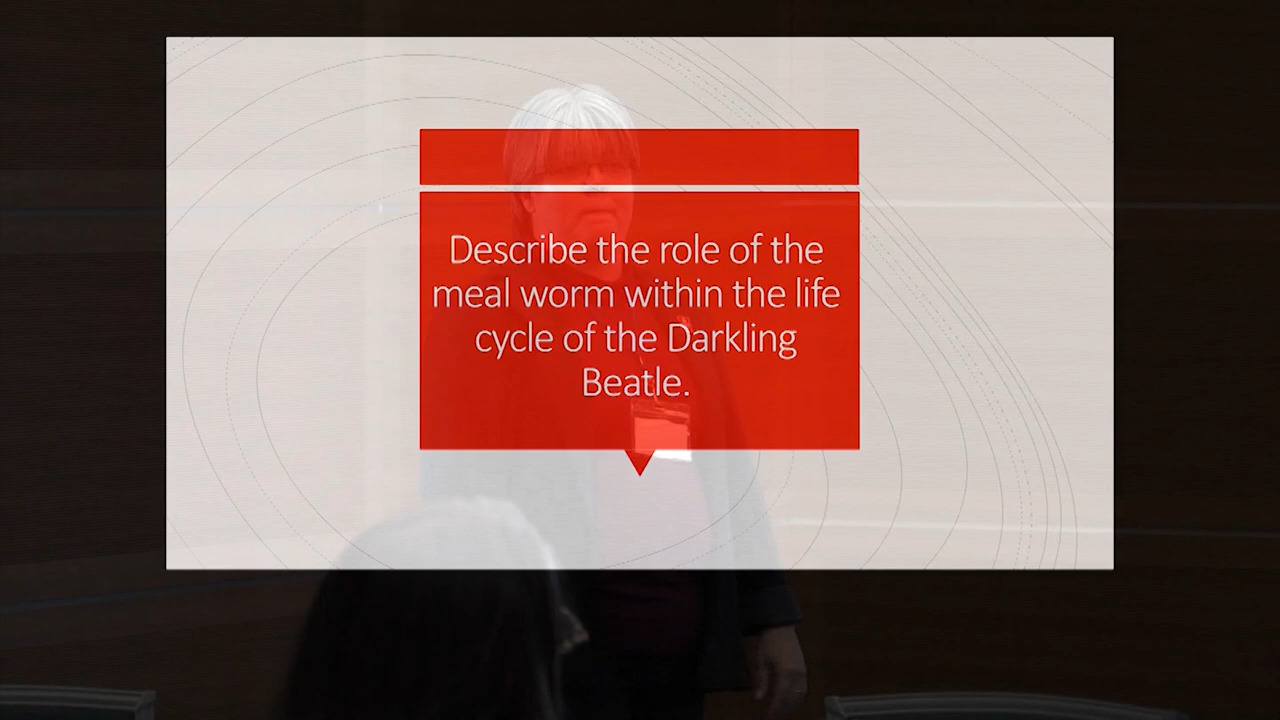 Describe the role of the
meal worm within the life
cycle of the Darkling
Beatle.